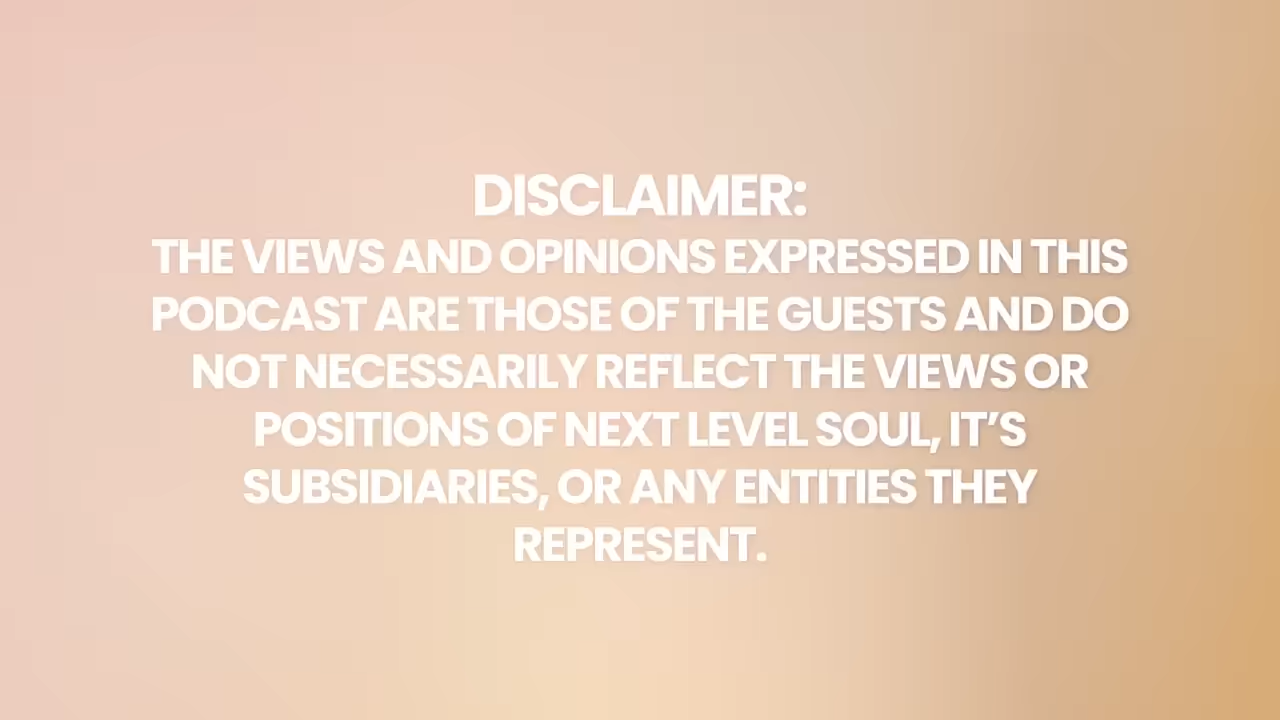 DISCLAIMER:
THE VIEWS AND OPINIONS EXPRESSED IN THIS
PODCAST ARE THOSE OF THE GUESTS AND DO
NOT NECESSARILY REFLECT THE VIEWS OR
POSITIONS OF NEXT LEVEL SOUL, IT’S
SUBSIDIARIES, OR ANY ENTITIES THEY
REPRESENT.